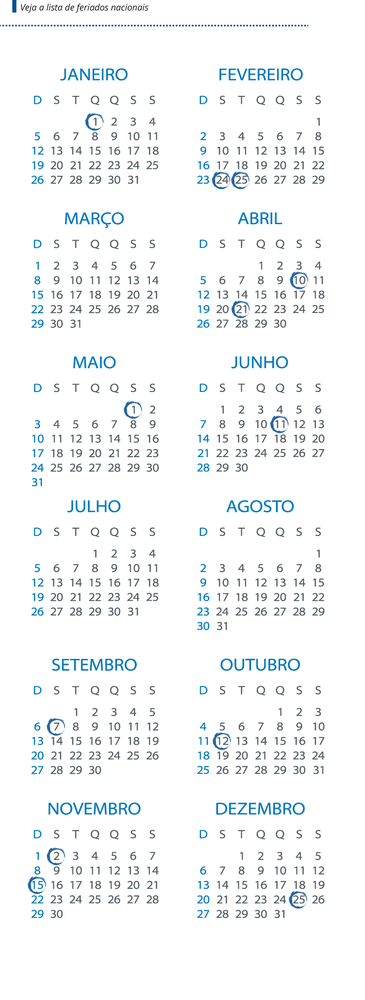 Veja a lista de feriados nacionais
JANEIRO
D S T Q Q S S
1 2 3 4
5 6 7 8 9 10 11
12 13 14 15 16 17 18
19 20 21 22 23 24 25
26 27 28 29 30 31
FEVEREIRO
D S T Q Q S S
1
2 3 4 5 6 7 8
9 10 11 12 13 14 15
16 17 18 19 20 21 22
23 24 25 26 27 28 29
MARÇO
D S T Q Q S S
1 2 3 4 5 6 7
8 9 10 11 12 13 14
15 16 17 18 19 20 21
22 23 24 25 26 27 28
29 30 31
ABRIL
D S T Q Q S S
1 2 3 4
5 6 7 8 9 10 11
12 13 14 15 16 17 18
19 20 21 22 23 24 25
26 27 28 29 30
MAIO
D S T Q Q S S
1 2
3 4 5 6 7 8 9
10 11 12 13 14 15 16
17 18 19 20 21 22 23
24 25 26 27 28 29 30
31
JUNHO
D S T Q Q S S
1 2 3 4 5 6
7 8 9 10 11 12 13
14 15 16 17 18 19 20
21 22 23 24 25 26 27
28 29 30
JULHO
D S T Q Q S S
1 2 3 4
5 6 7 8 9 10 11
12 13 14 15 16 17 18
19 20 21 22 23 24 25
26 27 28 29 30 31
AGOSTO
D S T Q Q S S
1
2 3 4 5 6 7 8
9 10 11 12 13 14 15
16 17 18 19 20 21 22
23 24 25 26 27 28 29
30 31
SETEMBRO
D S T Q Q S S
1 2 3 4 5
6 7 8 9 10 11 12
13 14 15 16 17 18 19
20 21 22 23 24 25 26
27 28 29 30
OUTUBRO
D S T Q Q S S
1 2 3
4 5 6 7 8 9 10
11 12 13 14 15 16 17
18 19 20 21 22 23 24
25 26 27 28 29 30 31
NOVEMBRO
D S T Q Q S S
1 2 3 4 5 6 7
8 9 10 11 12 13 14
15 16 17 18 19 20 21
22 23 24 25 26 27 28
29 30
DEZEMBRO
D S T Q Q S S
1 2 3 4 5
6 7 8 9 10 11 12
13 14 15 16 17 18 19
20 21 22 23 24 25 26
27 28 29 30 31